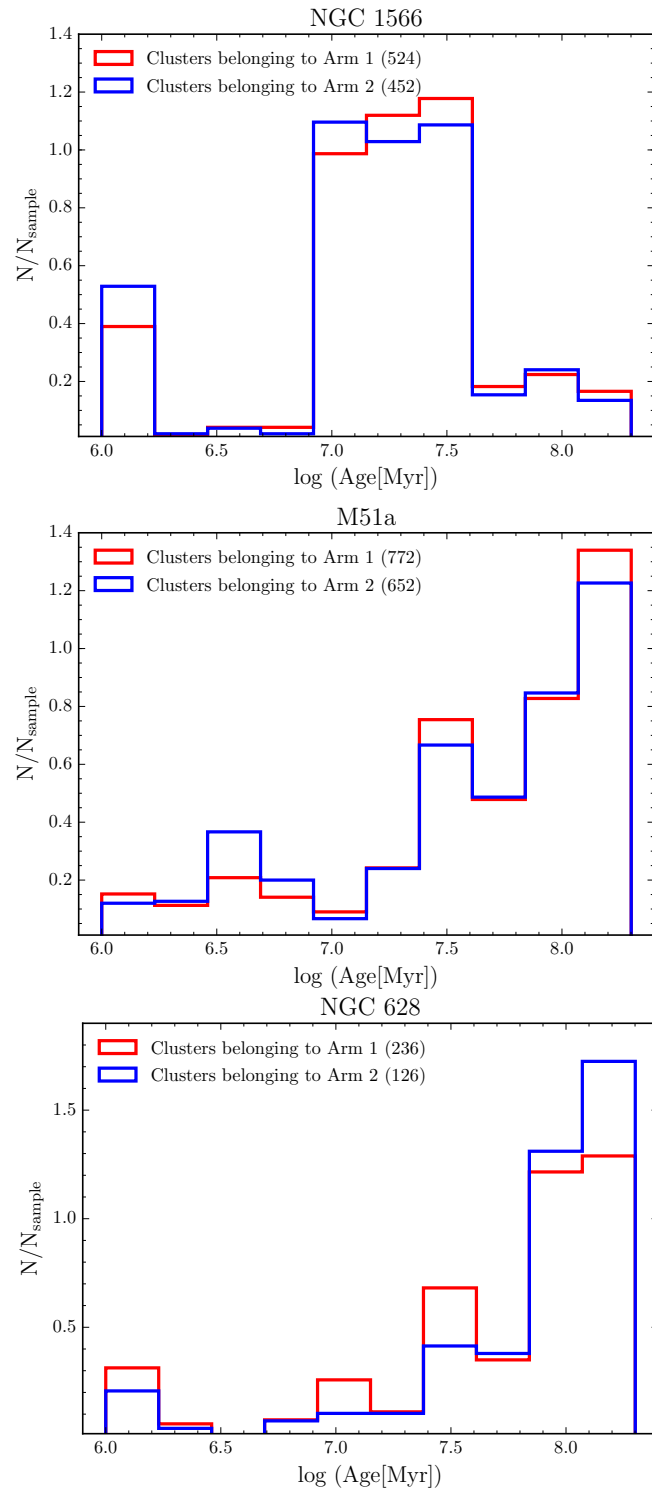 NGC 1566
1.4
Clusters belonging to Arm 1 (524)
Clusters belonging to Arm 2 (452)
1.2
1.0
0.8
0.6
0.4
0.2
N/Nsample
6.0 6.5 7.0 7.5 8.0
log (Age[Myr])
M51a
1.4
Clusters belonging to Arm 1 (772)
Clusters belonging to Arm 2 (652)
1.2
1.0
0.8
0.6
0.4
0.2
N/Nsample
6.0 6.5 7.0 7.5 8.0
log (Age[Myr])
NGC 628
Clusters belonging to Arm 1 (236)
Clusters belonging to Arm 2 (126)
1.5
1.0
0.5
N/Nsample
6.0 6.5 7.0 7.5 8.0
log (Age[Myr])